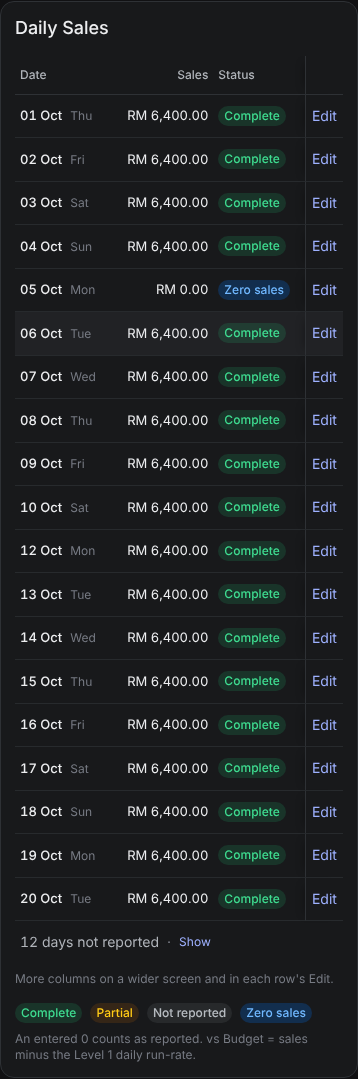 Daily Sales
Date Sales Status
01 Oct Thu RM 6,400.00 Complete Edit
02 Oct Fri RM 6,400.00 Complete Edit
03 Oct Sat RM 6,400.00 Complete Edit
04 Oct Sun RM 6,400.00 Complete Edit
05 Oct Mon RM 0.00 Zero sales Edit
06 Oct Tue RM 6,400.00 Complete Edit
07 Oct Wed RM 6,400.00 Complete Edit
08 Oct Thu RM 6,400.00 Complete Edit
09 Oct Fri RM 6,400.00 Complete Edit
10 Oct Sat RM 6,400.00 Complete Edit
12 Oct Mon RM 6,400.00 Complete Edit
13 Oct Tue RM 6,400.00 Complete Edit
14 Oct Wed RM 6,400.00 Complete Edit
15 Oct Thu RM 6,400.00 Complete Edit
16 Oct Fri RM 6,400.00 Complete Edit
17 Oct Sat RM 6,400.00 Complete Edit
18 Oct Sun RM 6,400.00 Complete Edit
19 Oct Mon RM 6,400.00 Complete Edit
20 Oct Tue RM 6,400.00 Complete Edit
12 days not reported · Show
More columns on a wider screen and in each row's Edit.
Complete Partial Not reported Zero sales
An entered 0 counts as reported. vs Budget = sales
minus the Level 1 daily run-rate.